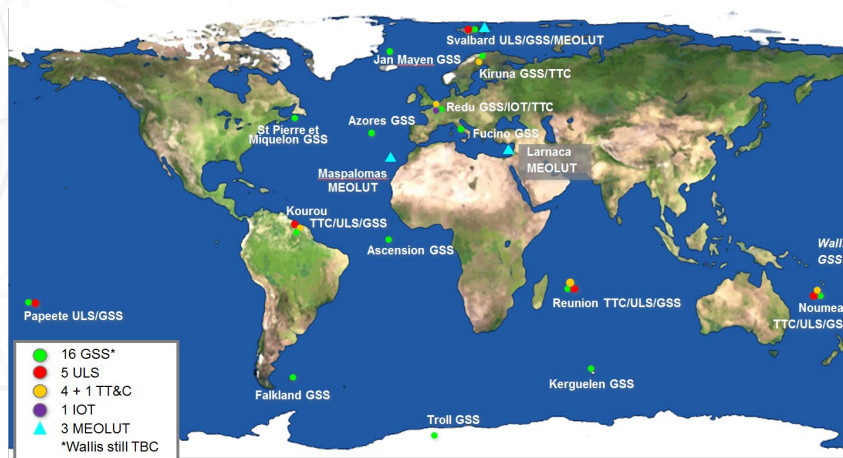 Svalbard ULS/GSS/MEOLUT
Jan Mayen GSS
Kiruna GSS/TTC
Redu GSS/IOT/TTC
Azores GSS
Fucino GSS
St Pierre et
Miquelon GSS
Larnaca
MEOLUT
Maspalomas
MEOLUT
Kourou
TTC/ULS/GSS
Ascension GSS
Wallis
GSS
Papeete ULS/GSS
Reunion TTC/ULS/GSS
Noumea
TTC/ULS/GS
Falkland GSS
Kerguelen GSS
Troll GSS
16 GSS*
5 ULS
4 + 1 TT&C
1 IOT
3 MEOLUT
*Wallis still TBC